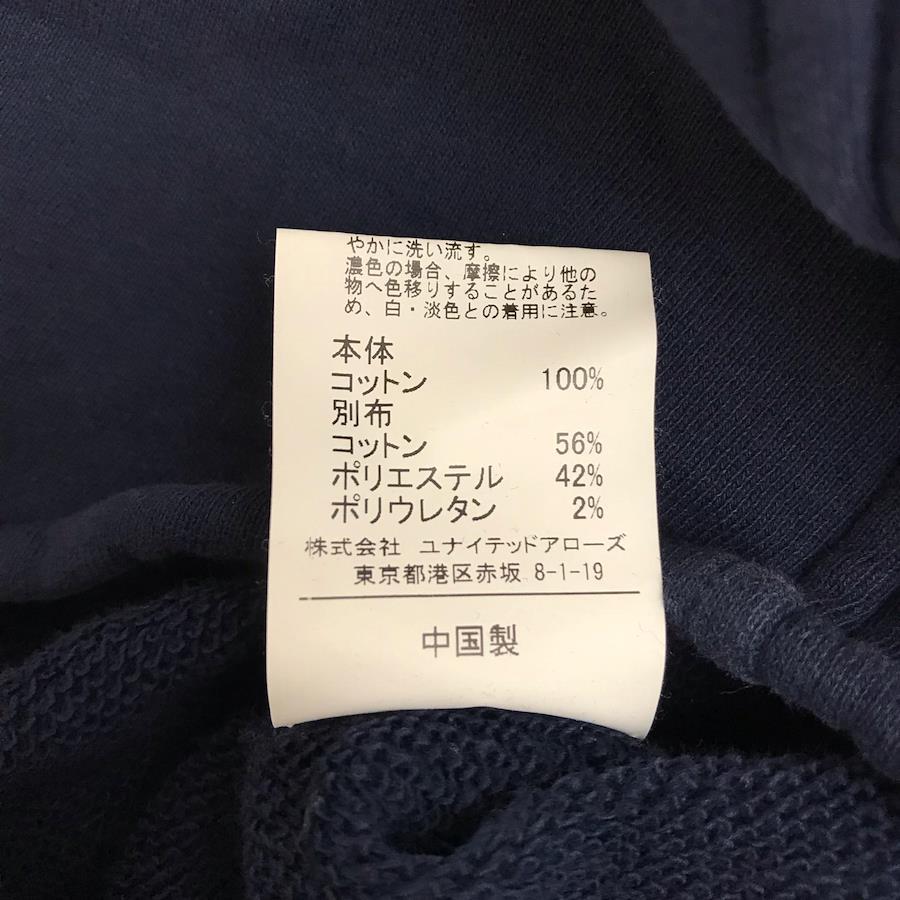 やかに洗い流す。
濃色の場合、摩擦により他の
物へ色移りすることがあるた
め、白・淡色との着用に注意。
本体
コットン 100%
別布
コットン 56%
ポリエステル 42%
ポリウレタン 2%
株式会社 ユナイテッドアローズ
東京都港区赤坂 8-1-19
中国製